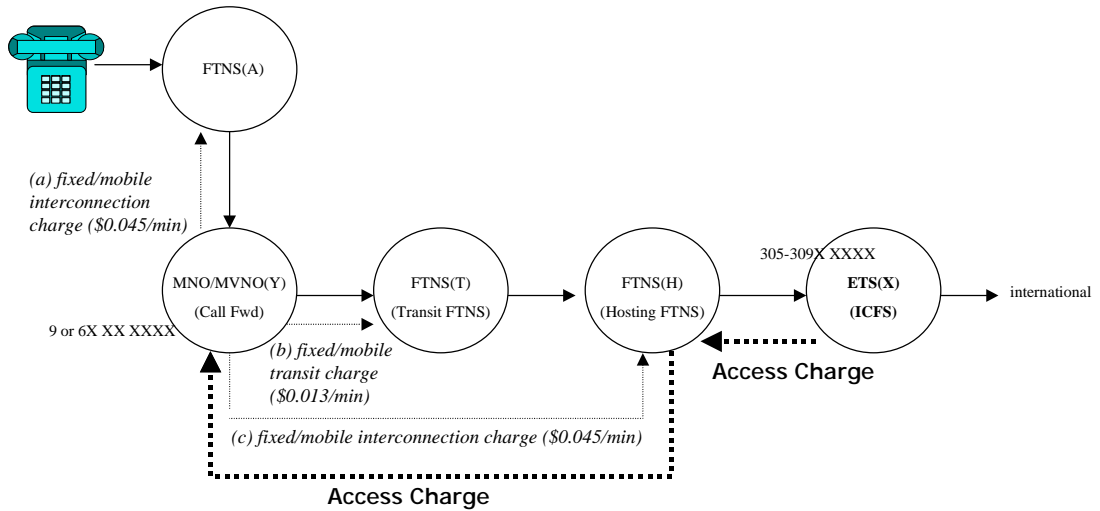 FTNS(A)
(a) fixed/mobile
interconnection
charge ($0.045/min)
305-309X XXXX
MNO/MVNO(Y)
(Call Fwd)
FTNS(T)
(Transit FTNS)
FTNS(H)
(Hosting FTNS)
ETS(X)
(ICFS)
international
9 or 6X XX XXXX
(b) fixed/mobile
transit charge
($0.013/min)
Access Charge
(c) fixed/mobile interconnection charge ($0.045/min)
Access Charge